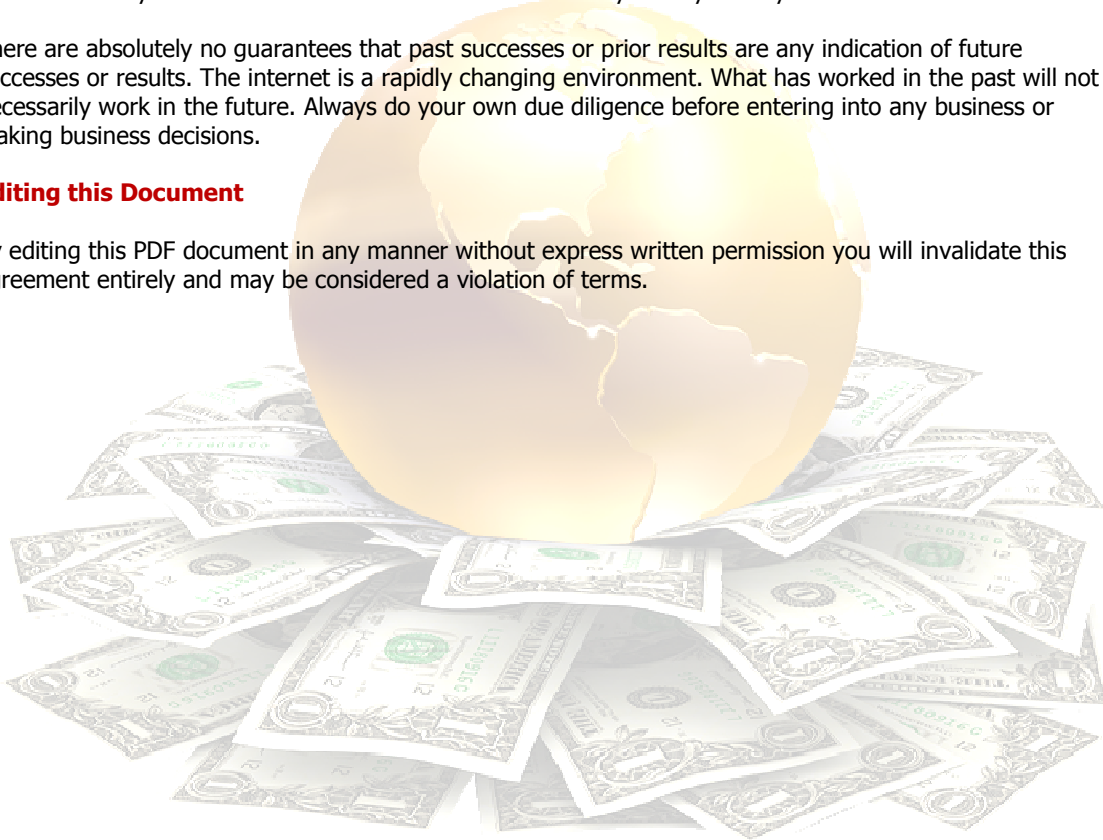 here are absolutely no guarantees that past successes or prior results are any indication of future
ccesses or results. The internet is a rapidly changing environment. What has worked in the past will not
ecessarily work in the future. Always do your own due diligence before entering into any business or
aking business decisions.
diting this Document
y editing this PDF document in any manner without express written permission you will invalidate this
greement entirely and may be considered a violation of terms.